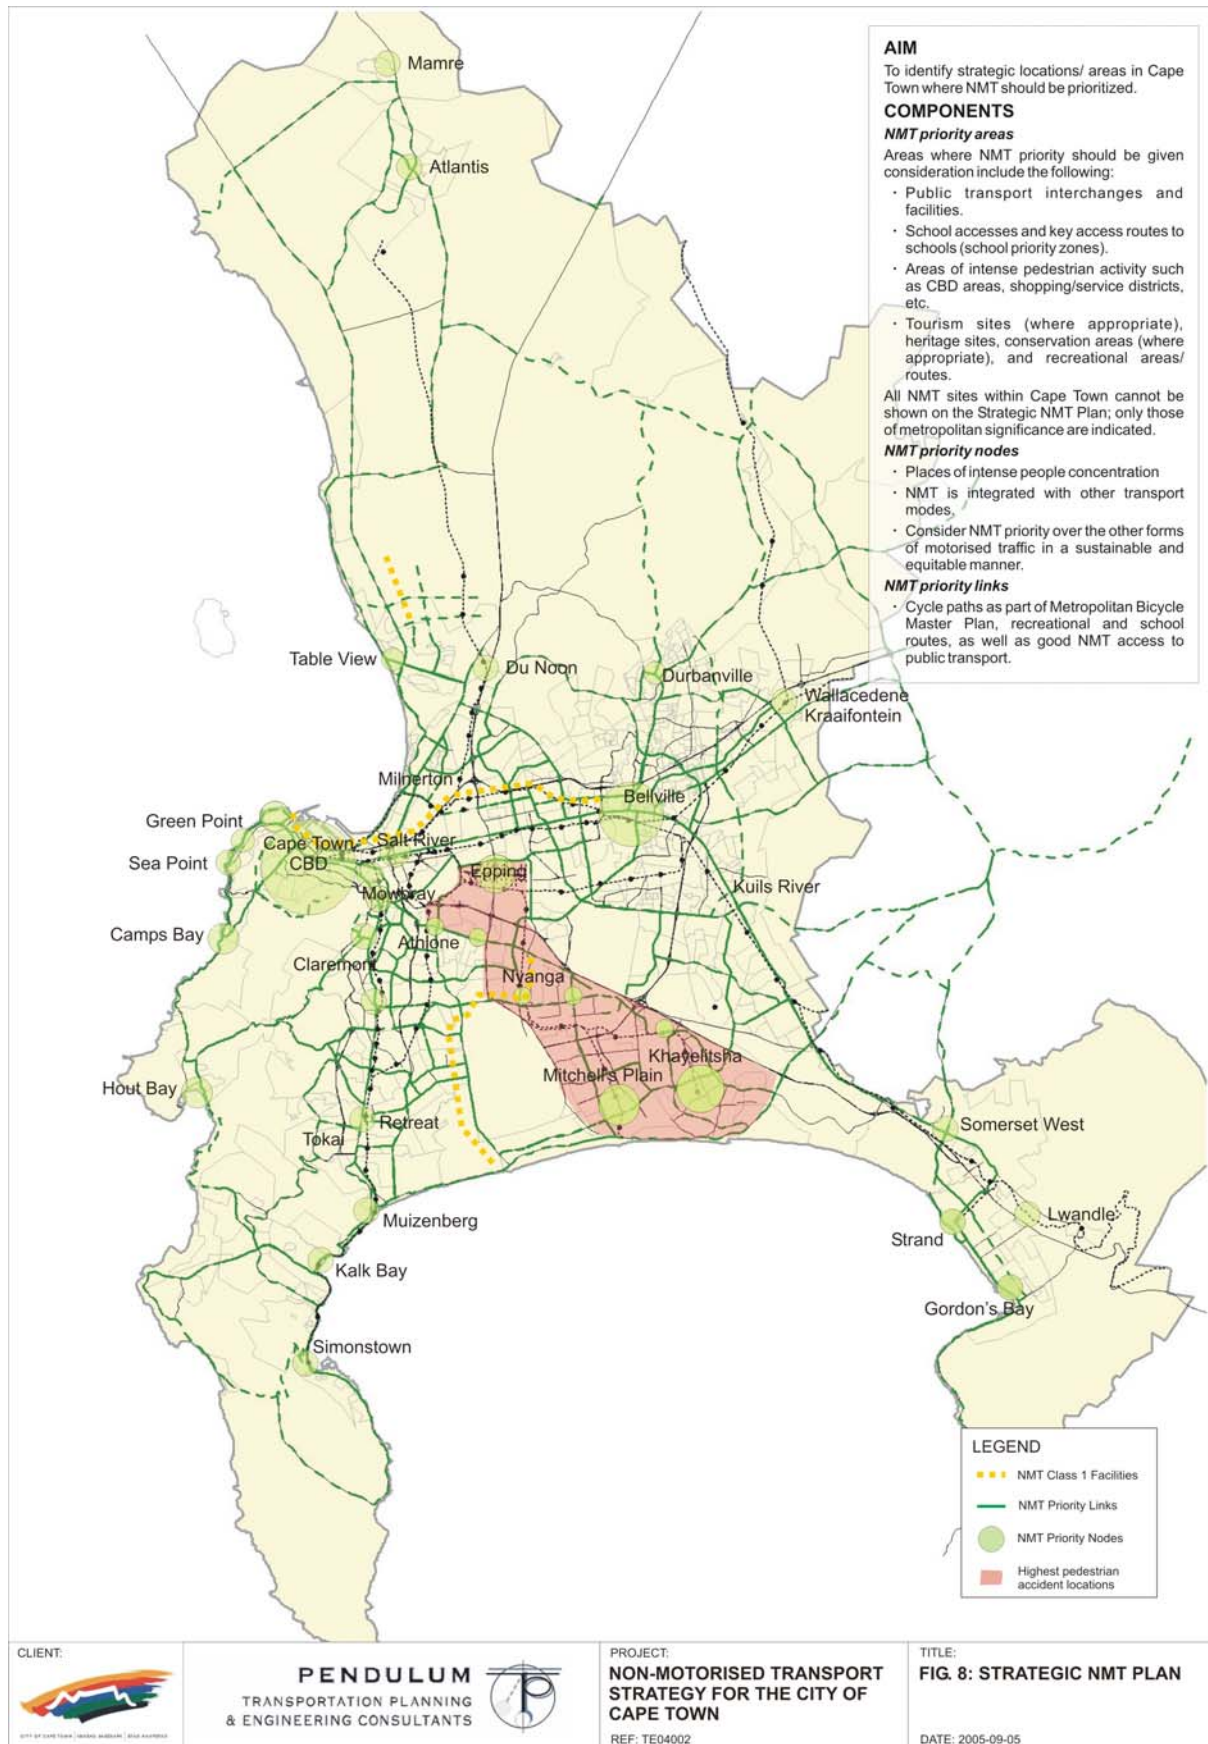 AIM
To identify strategic locations/ areas in Cape
Town where NMT should be prioritized.
COMPONENTS
NMT priority areas
Areas where NMT priority should be given
consideration include the following:
· Public transport interchanges and
facilities.
· School accesses and key access routes to
schools (school priority zones).
· Areas of intense pedestrian activity such
as CBD areas, shopping/service districts,
etc.
· Tourism sites (where appropriate),
heritage sites, conservation areas (where
appropriate), and recreational areas/
routes.
All NMT sites within Cape Town cannot be
shown on the Strategic NMT Plan; only those
of metropolitan significance are indicated.
NMT priority nodes
· Places of intense people concentration
· NMT is integrated with other transport
modes.
· Consider NMT priority over the other forms
of motorised traffic in a sustainable and
equitable manner.
NMT priority links
· Cycle paths as part of Metropolitan Bicycle
Master Plan, recreational and school
routes, as well as good NMT access to
public transport.
Mamre
Atlantis
Table View
Du Noon
Durbanville
Wallacedene
Kraaifontein
Milnerton
Bellville
Green Point
Cape Town
CBD
Salt River
Sea Point
Epping
Mowbray
Kuils River
Camps Bay
Athlone
Claremont
Nyanga
Khayelitsha
Mitchell's Plain
Hout Bay
Retreat
Tokai
Somerset West
Muizenberg
Lwandle
Strand
Kalk Bay
Gordon's Bay
Simonstown
LEGEND
NMT Class 1 Facilities
NMT Priority Links
NMT Priority Nodes
Highest pedestrian
accident locations
CLIENT:
CITY OF CAPE TOWN | ISIXEKO SASEKAPA | STAD KAAPSTAD
PENDULUM
TRANSPORTATION PLANNING
& ENGINEERING CONSULTANTS
PROJECT:
NON-MOTORISED TRANSPORT
STRATEGY FOR THE CITY OF
CAPE TOWN
REF: TE04002
TITLE:
FIG. 8: STRATEGIC NMT PLAN
DATE: 2005-09-05